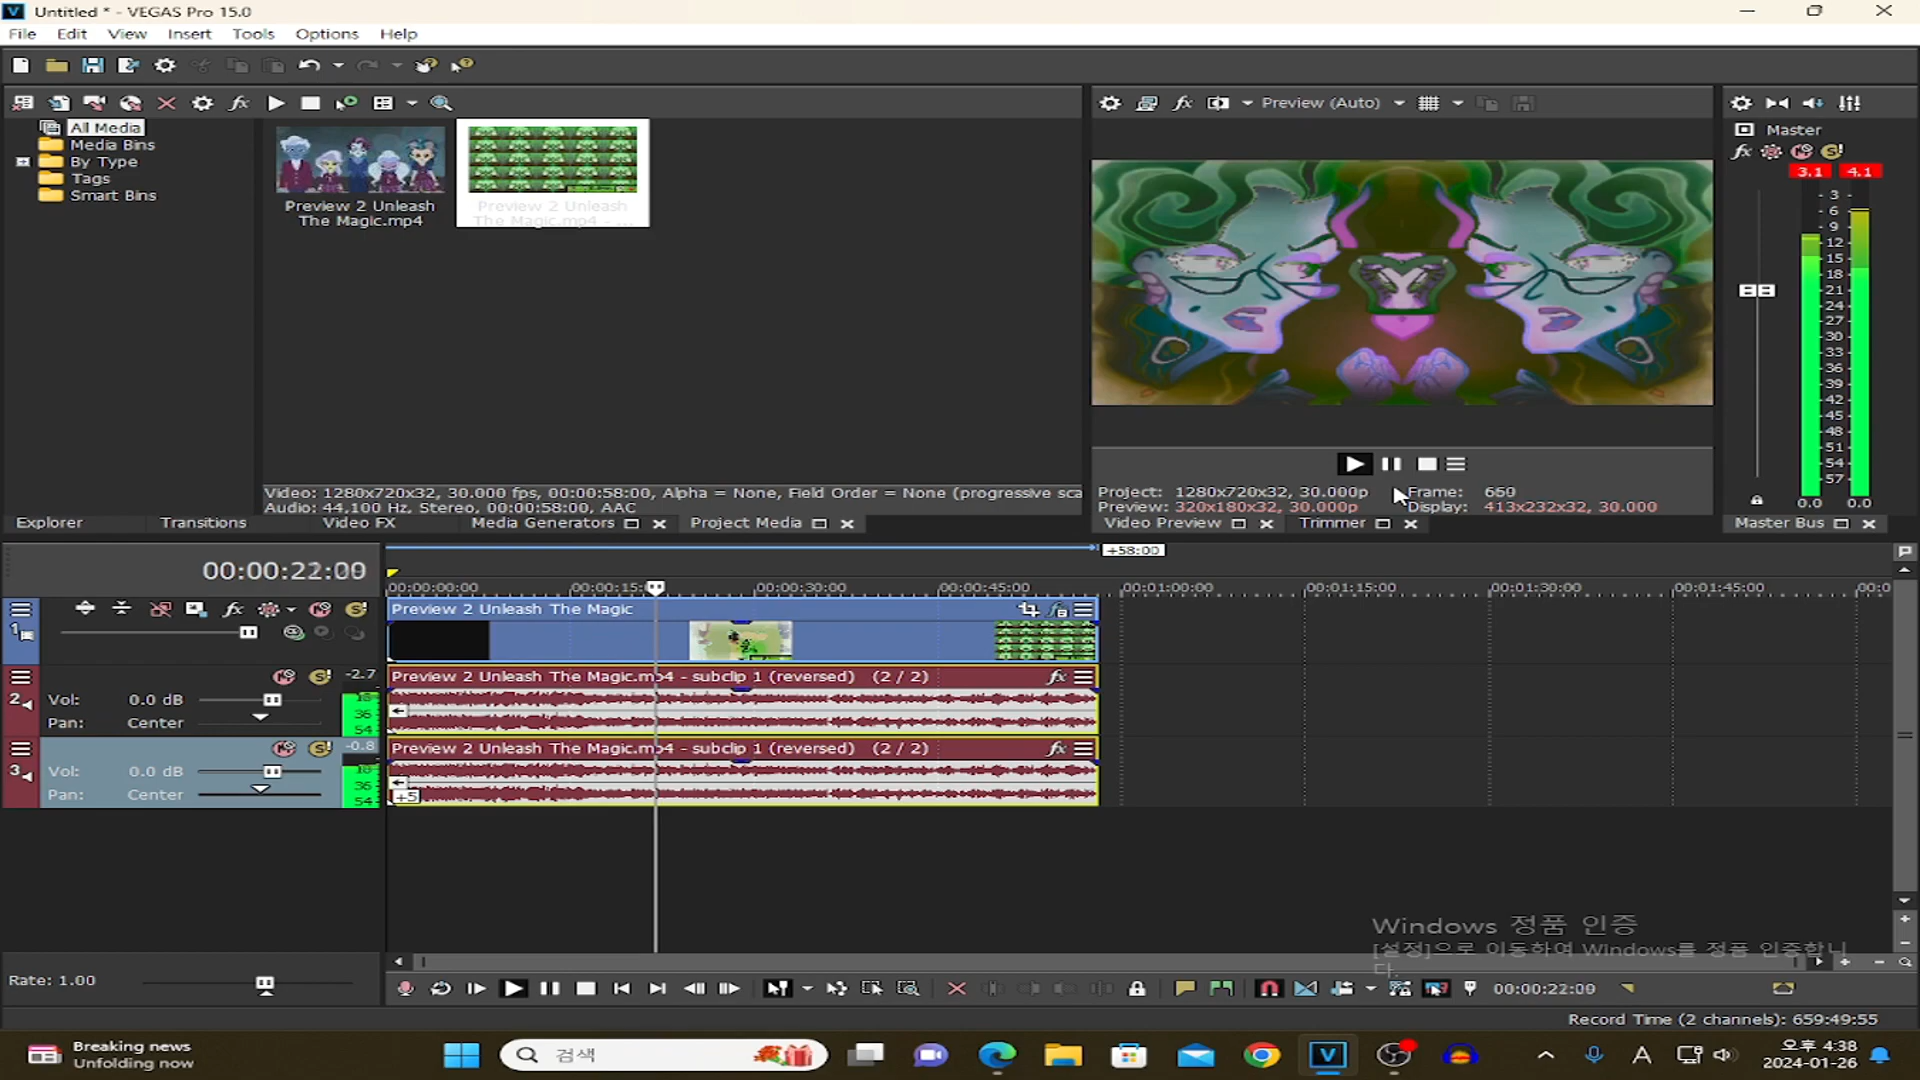 Untitled * - VEGAS Pro 15.0
File Edit View Insert Tools Options Help
Preview (Auto)
All Media
Media Bins
By Type
Tags
Smart Bins
Preview 2 Unleash
The Magic.mp4
Preview 2 Unleash
The Magic.mp4 - ...
Master
3.1 4.1
3
6
9
12
15
18
21
24
27
30
33
36
39
42
45
48
51
54
57
0.0 0.0
Video: 1280x720x32, 30.000 fps, 00:00:58:00, Alpha = None, Field Order = None (progressive sca
Audio: 44,100 Hz, Stereo, 00:00:58:00, AAC
Project: 1280x720x32, 30.000p Frame: 660
Preview: 320x180x32, 30.000p Display: 413x232x32, 30.000
Explorer Transitions Video FX Media Generators Project Media
Video Preview Trimmer Master Bus
+58:00
00:00:22:00
00:00:00:00 00:00:15: 00:00:30:00 00:00:45:00 00:01:00:00 00:01:15:00 00:01:30:00 00:01:45:00 00:0
1 Preview 2 Unleash The Magic
-2.7 Preview 2 Unleash The Magic.mp4 - subclip 1 (reversed) (2 / 2)
2 Vol: 0.0 dB 18 36 54
Pan: Center
-0.8 Preview 2 Unleash The Magic.mp4 - subclip 1 (reversed) (2 / 2)
3 Vol: 0.0 dB 18 36 54
Pan: Center +5
Windows 정품 인증
[설정]으로 이동하여 Windows를 정품 인증합니
다.
Rate: 1.00
00:00:22:00
Record Time (2 channels): 659:49:55
Breaking news
Unfolding now
검색
A
오후 4:38
2024-01-26